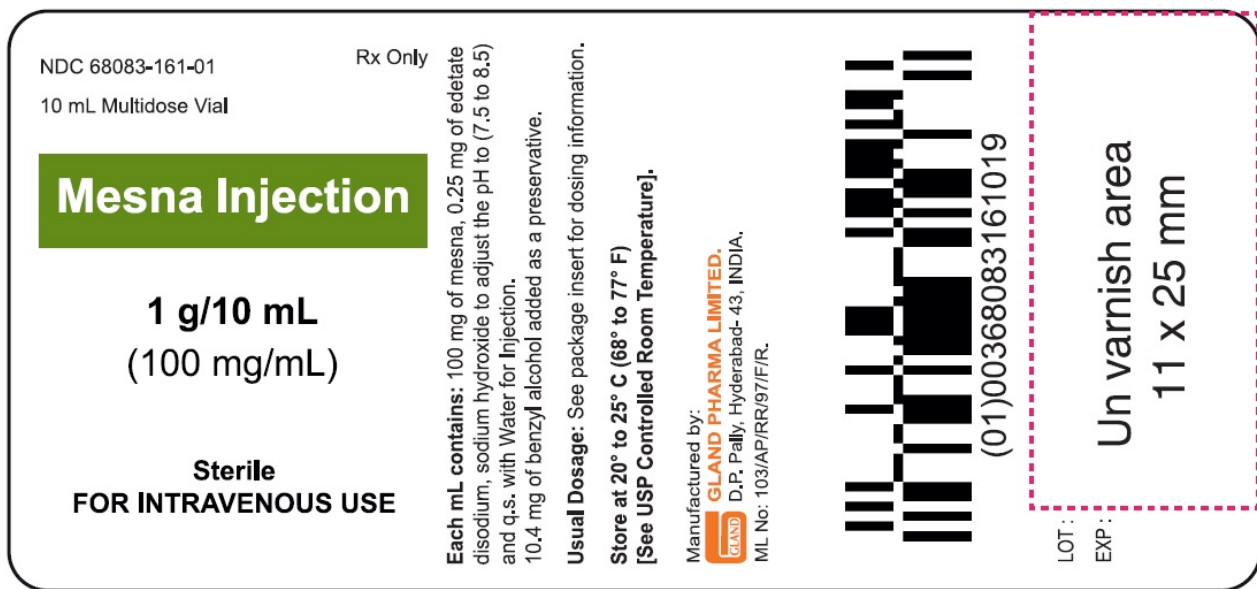 NDC 68083-161-01
Rx Only
10 mL Multidose Vial
Mesna Injection
1 g/10 mL
(100 mg/mL)
Sterile
FOR INTRAVENOUS USE
Each mL contains: 100 mg of mesna, 0.25 mg of edetate
disodium, sodium hydroxide to adjust the pH to (7.5 to 8.5)
and q.s. with Water for Injection.
10.4 mg of benzyl alcohol added as a preservative.
Usual Dosage: See package insert for dosing information.
Store at 20° to 25° C (68° to 77° F)
[See USP Controlled Room Temperature].
Manufactured by:
GLAND PHARMA LIMITED.
D.P. Pally, Hyderabad- 43, INDIA.
GLAND
ML No: 103/AP/RR/97/F/R.
(01)00368083161019
Un varnish area
11 x 25 mm
LOT :
EXP :